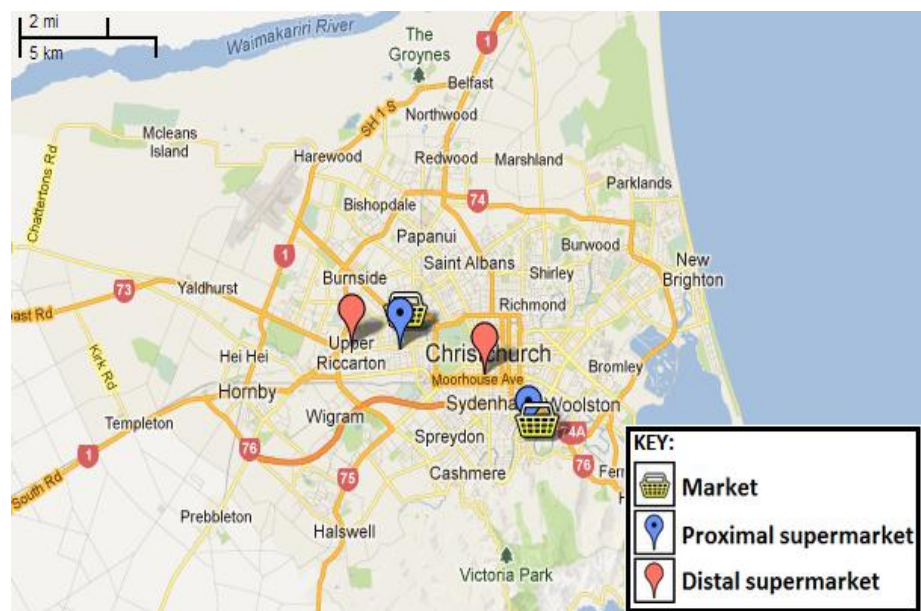 2 mi
5 km
Waimakariri River
The
Groynes
1
Belfast
SH 1 S
Northwood
Mcleans
Island
Harewood
Redwood
Marshland
Chattertons Rd
Parklands
Bishopdale
74
Papanui
Burwood
1
Saint Albans
New
Brighton
Shirley
73
Yaldhurst
Burnside
Richmond
east Rd
Upper
Riccarton
Christchurch
Kirk Rd
Hei Hei
Bromley
Hornby
Moorhouse Ave
Sydenham
Woolston
Templeton
Wigram
Spreydon
74A
76
1
South Rd
75
Cashmere
76
Prebbleton
Halswell
Victoria Park
KEY:
Market
Proximal supermarket
Distal supermarket